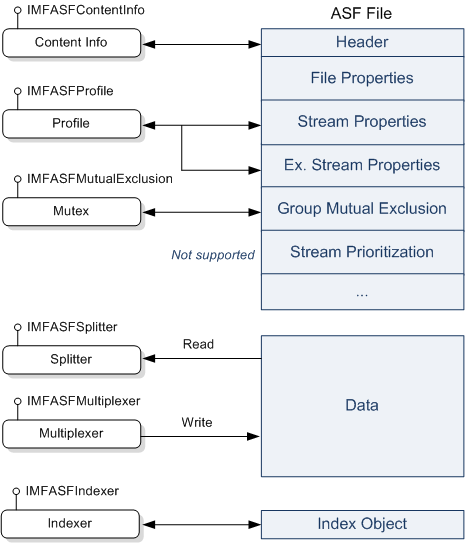 IMFASFContentInfo
ASF File
Content Info
Header
File Properties
IMFASFProfile
Profile
Stream Properties
Ex. Stream Properties
IMFASFMutualExclusion
Mutex
Group Mutual Exclusion
Not supported
Stream Prioritization
...
IMFASFSplitter
Splitter
Read
IMFASFMultiplexer
Multiplexer
Write
Data
IMFASFIndexer
Indexer
Index Object